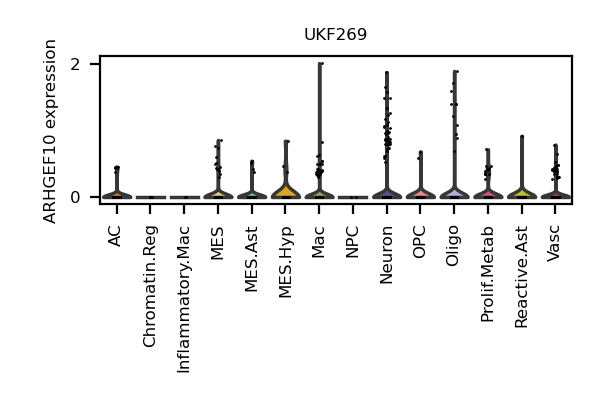 UKF269
ARHGEF10 expression
2
0
AC
Chromatin.Reg
Inflammatory.Mac
MES
MES.Ast
MES.Hyp
Mac
NPC
Neuron
OPC
Oligo
Prolif.Metab
Reactive.Ast
Vasc